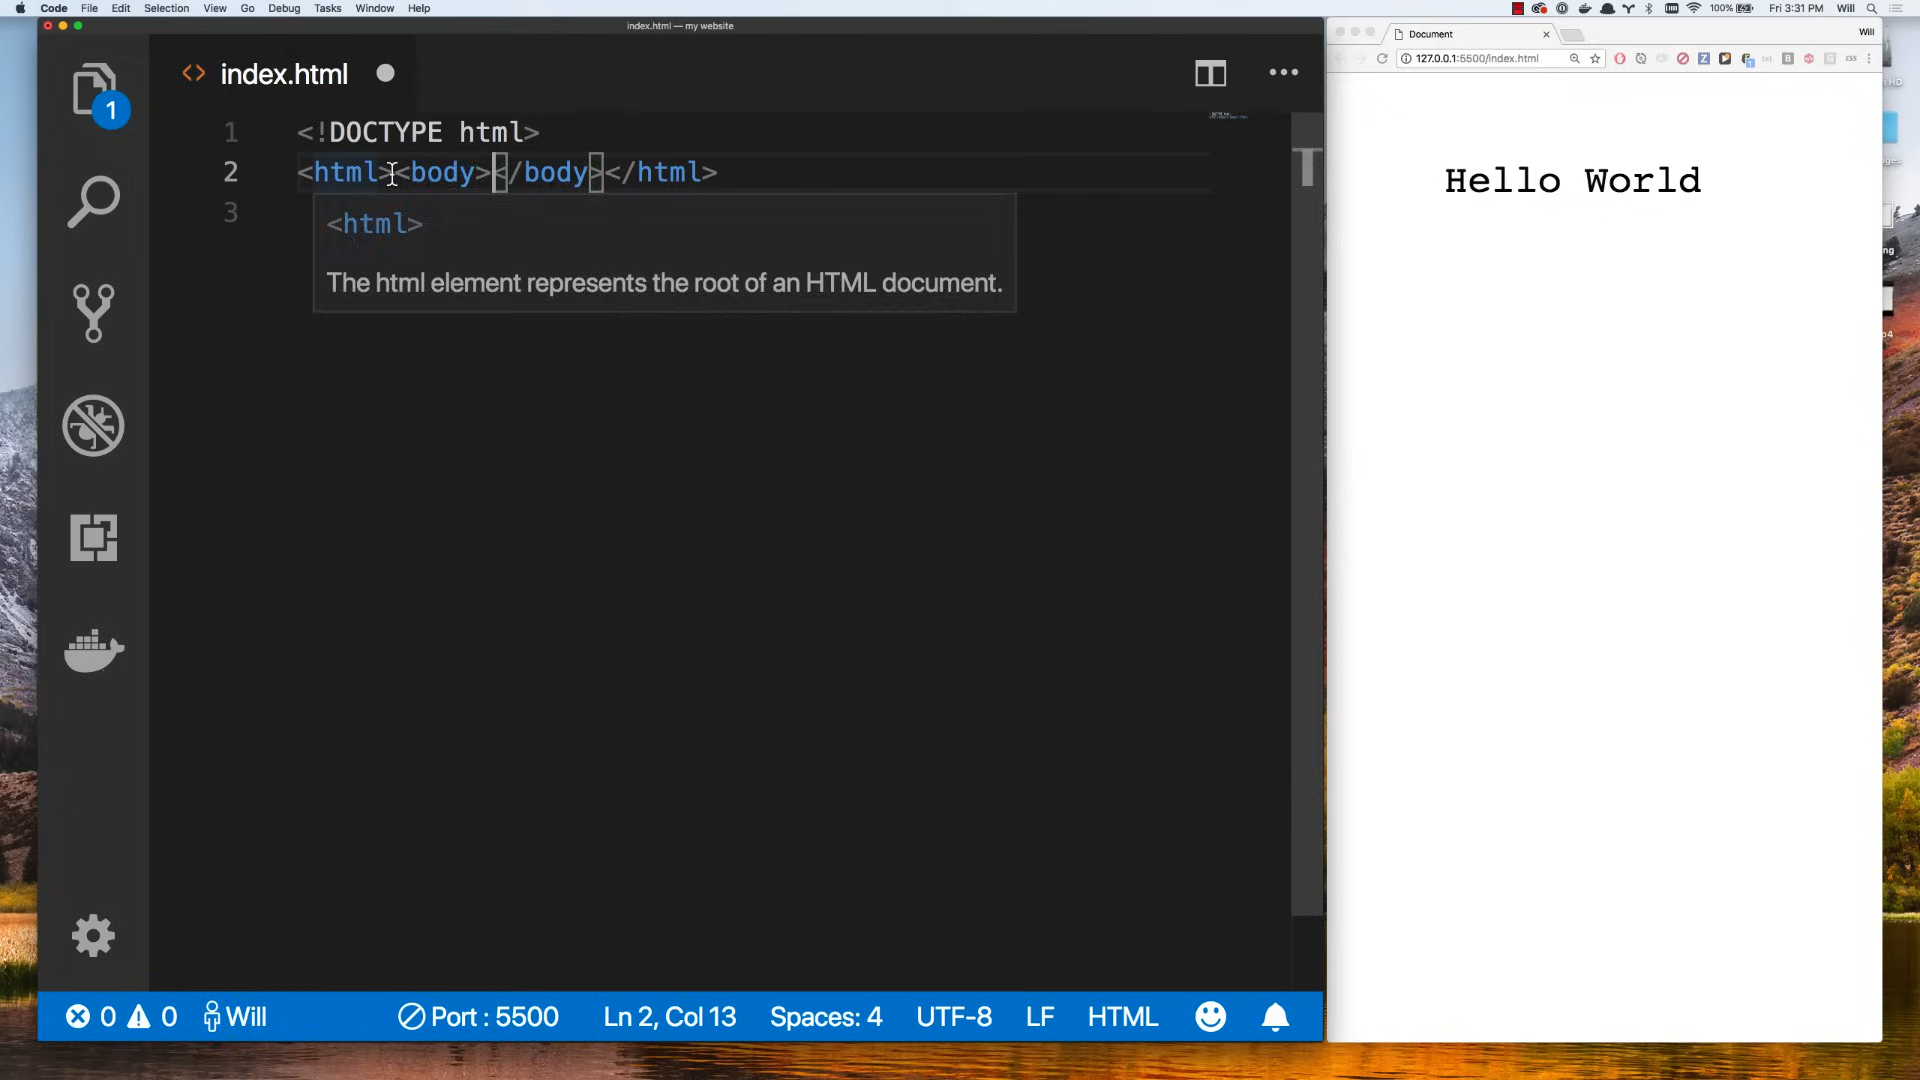 Code File Edit Selection View Go Debug Tasks Window Help
100% Fri 3:31 PM Will
index.html — my website
index.html
1
1 <!DOCTYPE html>
2 <html><body></body></html>
3
<html>
The html element represents the root of an HTML document.
0 0 Will Port : 5500 Ln 2, Col 13 Spaces: 4 UTF-8 LF HTML
Document
Will
127.0.0.1:5500/index.html
Hello World